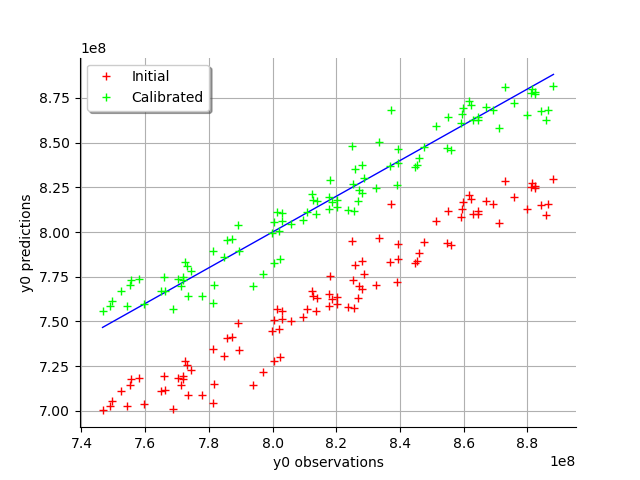 1e8
Initial
Calibrated
8.75
8.50
8.25
8.00
7.75
7.50
7.25
7.00
y0 predictions
7.4 7.6 7.8 8.0 8.2 8.4 8.6 8.8
y0 observations
1e8